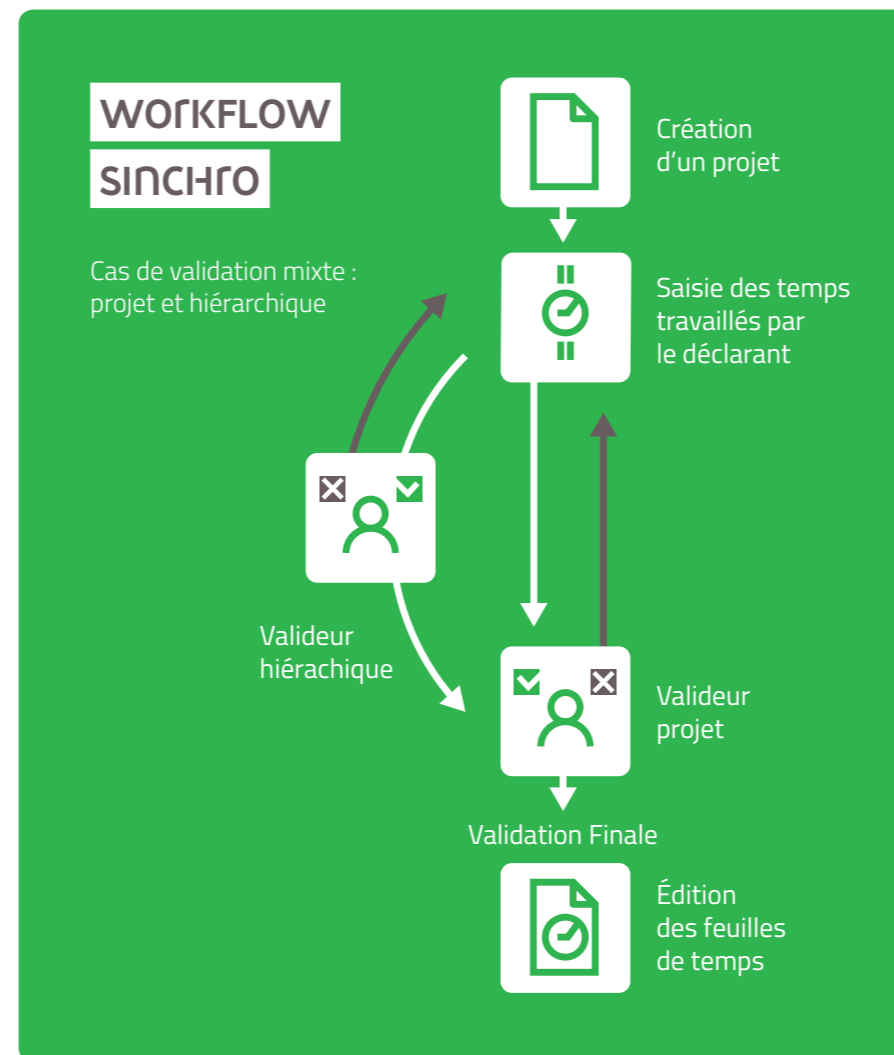 WORKFLOW
SINCHRO
Cas de validation mixte :
projet et hiérarchique
Création
d'un projet
Saisie des temps
travaillés par
le déclarant
Valideur
hiérachique
Valideur
projet
Validation Finale
Édition
des feuilles
de temps